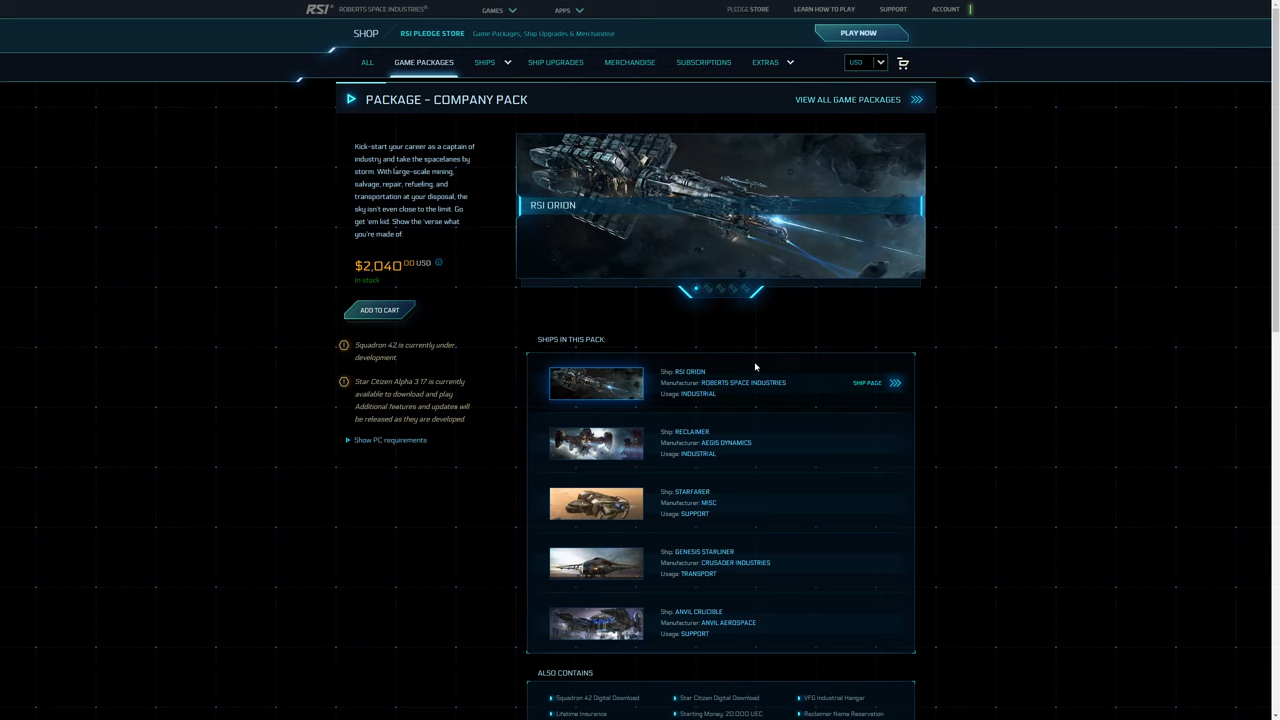 RSI ROBERTS SPACE INDUSTRIES®
GAMES
APPS
PLEDGE STORE
LEARN HOW TO PLAY
SUPPORT
ACCOUNT
SHOP
RSI PLEDGE STORE
Game Packages, Ship Upgrades & Merchandise
PLAY NOW
ALL
GAME PACKAGES
SHIPS
SHIP UPGRADES
MERCHANDISE
SUBSCRIPTIONS
EXTRAS
USD
PACKAGE - COMPANY PACK
VIEW ALL GAME PACKAGES
Kick-start your career as a captain of
industry and take the spacelanes by
storm. With large-scale mining,
salvage, repair, refueling, and
transportation at your disposal, the
sky isn't even close to the limit. Go
get 'em kid. Show the 'verse what
you're made of.
$2,040.00 USD
In stock
ADD TO CART
Squadron 42 is currently under
development.
Star Citizen Alpha 3.17 is currently
available to download and play.
Additional features and updates will
be released as they are developed.
Show PC requirements
RSI ORION
SHIPS IN THIS PACK
Ship: RSI ORION
Manufacturer: ROBERTS SPACE INDUSTRIES
Usage: INDUSTRIAL
SHIP PAGE
Ship: RECLAIMER
Manufacturer: AEGIS DYNAMICS
Usage: INDUSTRIAL
Ship: STARFARER
Manufacturer: MISC
Usage: SUPPORT
Ship: GENESIS STARLINER
Manufacturer: CRUSADER INDUSTRIES
Usage: TRANSPORT
Ship: ANVIL CRUCIBLE
Manufacturer: ANVIL AEROSPACE
Usage: SUPPORT
ALSO CONTAINS
Squadron 42 Digital Download
Star Citizen Digital Download
VFG Industrial Hangar
Lifetime Insurance
Starting Money: 20,000 UEC
Reclaimer Name Reservation